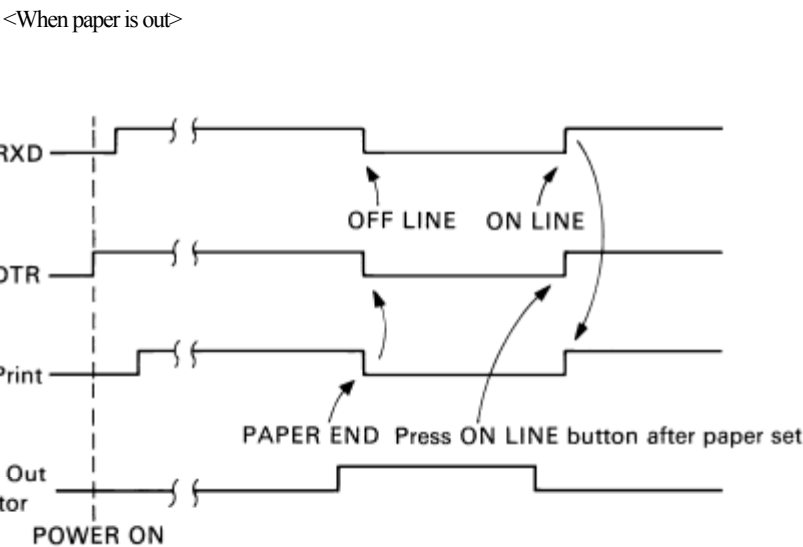 <When paper is out>
RXD
OFF LINE ON LINE
DTR
Print
PAPER END Press ON LINE button after paper set
Out
tor
POWER ON